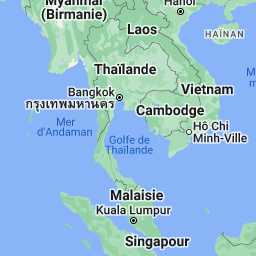 Myanmar
(Birmanie)
Hanoï
Laos
HAÏNAN
Thaïlande
Vietnam
Bangkok
กรุงเทพมหานคร
Cambodge
Mer
d'Andaman
Golfe de
Thaïlande
Hô Chi
Minh-Ville
Malaisie
Kuala Lumpur
Singapour